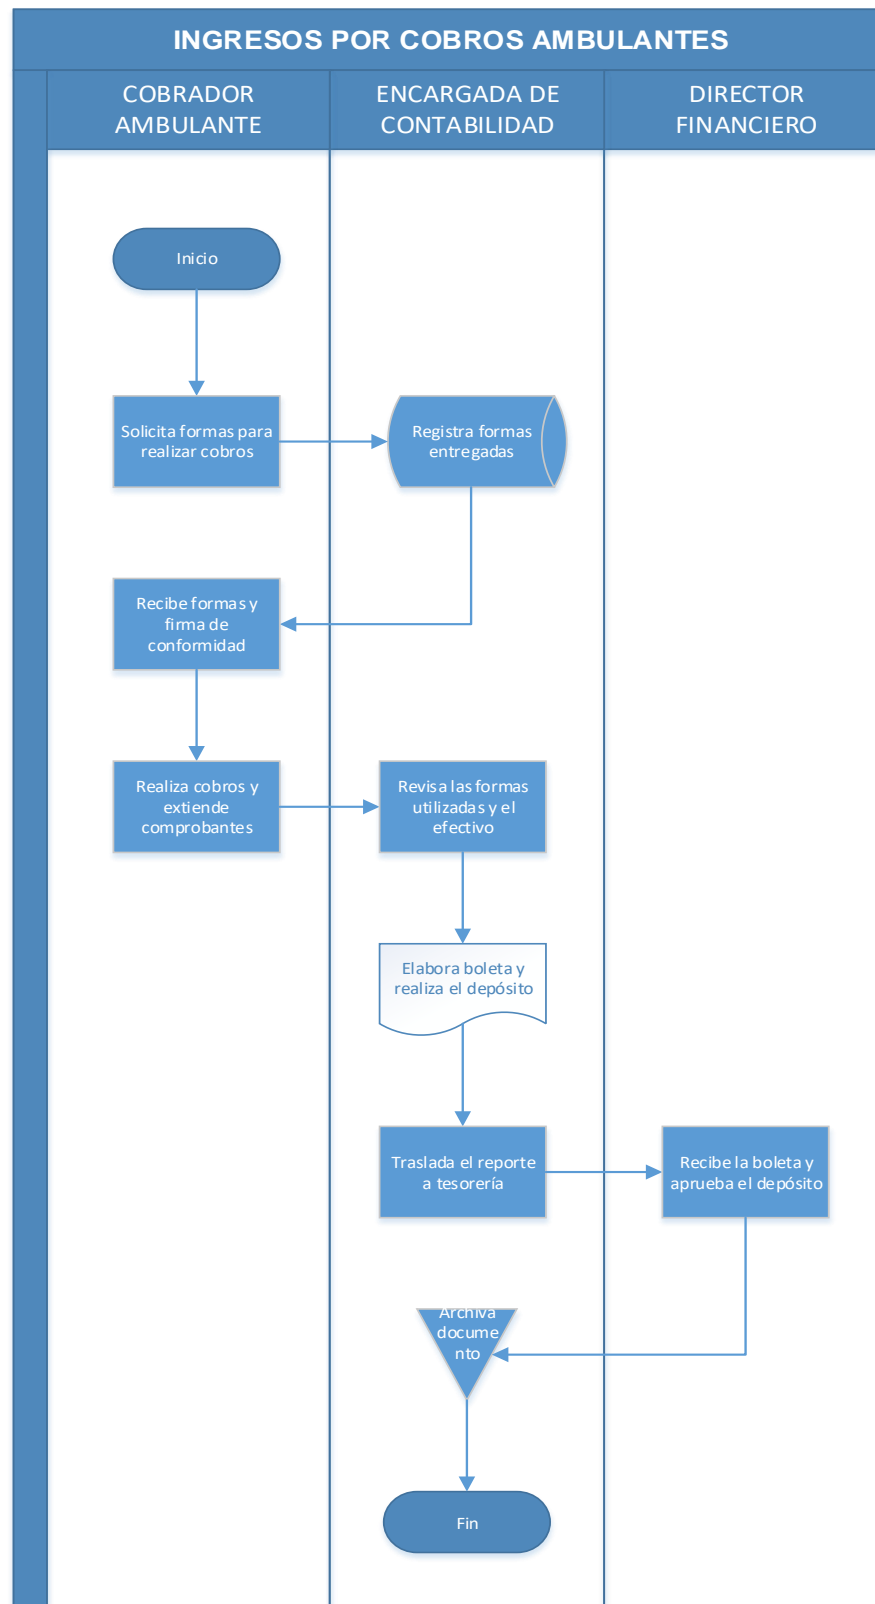 INGRESOS POR COBROS AMBULANTES
COBRADOR
AMBULANTE
ENCARGADA DE
CONTABILIDAD
DIRECTOR
FINANCIERO
Inicio
Solicita formas para
realizar cobros
Registra formas
entregadas
Recibe formas y
firma de
conformidad
Realiza cobros y
extiende
comprobantes
Revisa las formas
utilizadas y el
efectivo
Elabora boleta y
realiza el depósito
Traslada el reporte
a tesorería
Recibe la boleta y
aprueba el depósito
Archiva
docume
nto
Fin